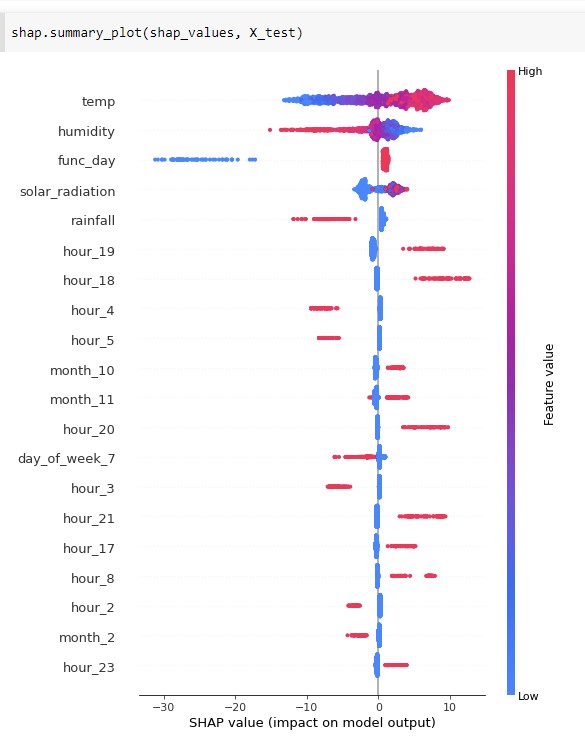 shap.summary_plot(shap_values, X_test)
High
temp
humidity
func_day
solar_radiation
rainfall
hour_19
hour_18
hour_4
hour_5
month_10
month_11
hour_20
day_of_week_7
hour_3
hour_21
hour_17
hour_8
hour_2
month_2
hour_23
Feature value
Low
−30 −20 −10 0 10
SHAP value (impact on model output)